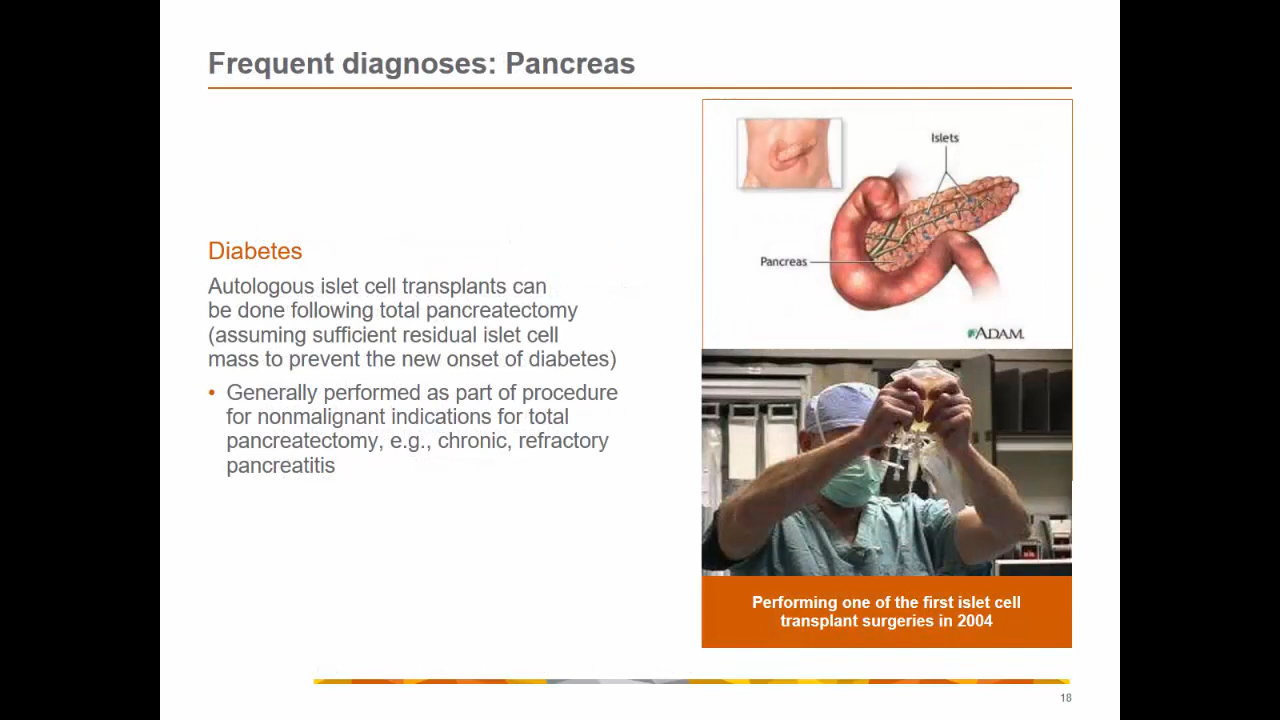 Frequent diagnoses: Pancreas
Diabetes
Autologous islet cell transplants can
be done following total pancreatectomy
(assuming sufficient residual islet cell
mass to prevent the new onset of diabetes)
• Generally performed as part of procedure
for nonmalignant indications for total
pancreatectomy, e.g., chronic, refractory
pancreatitis
Islets
Pancreas
ADAM.
Performing one of the first islet cell
transplant surgeries in 2004
18